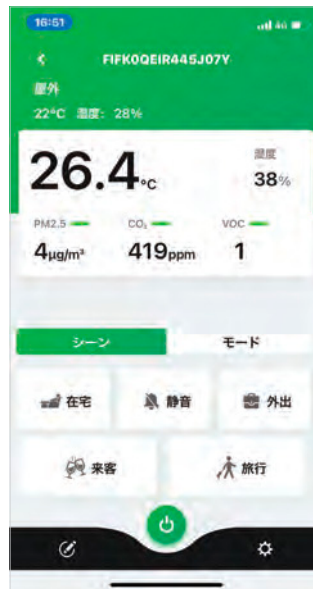 16:51 4G
FIFK0QEIR445J07Y
屋外
22°C 湿度: 28%
26.4°C
湿度
38%
PM2.5 CO₂ VOC
4μg/m³ 419ppm 1
シーン モード
在宅 静音 外出
来客 旅行